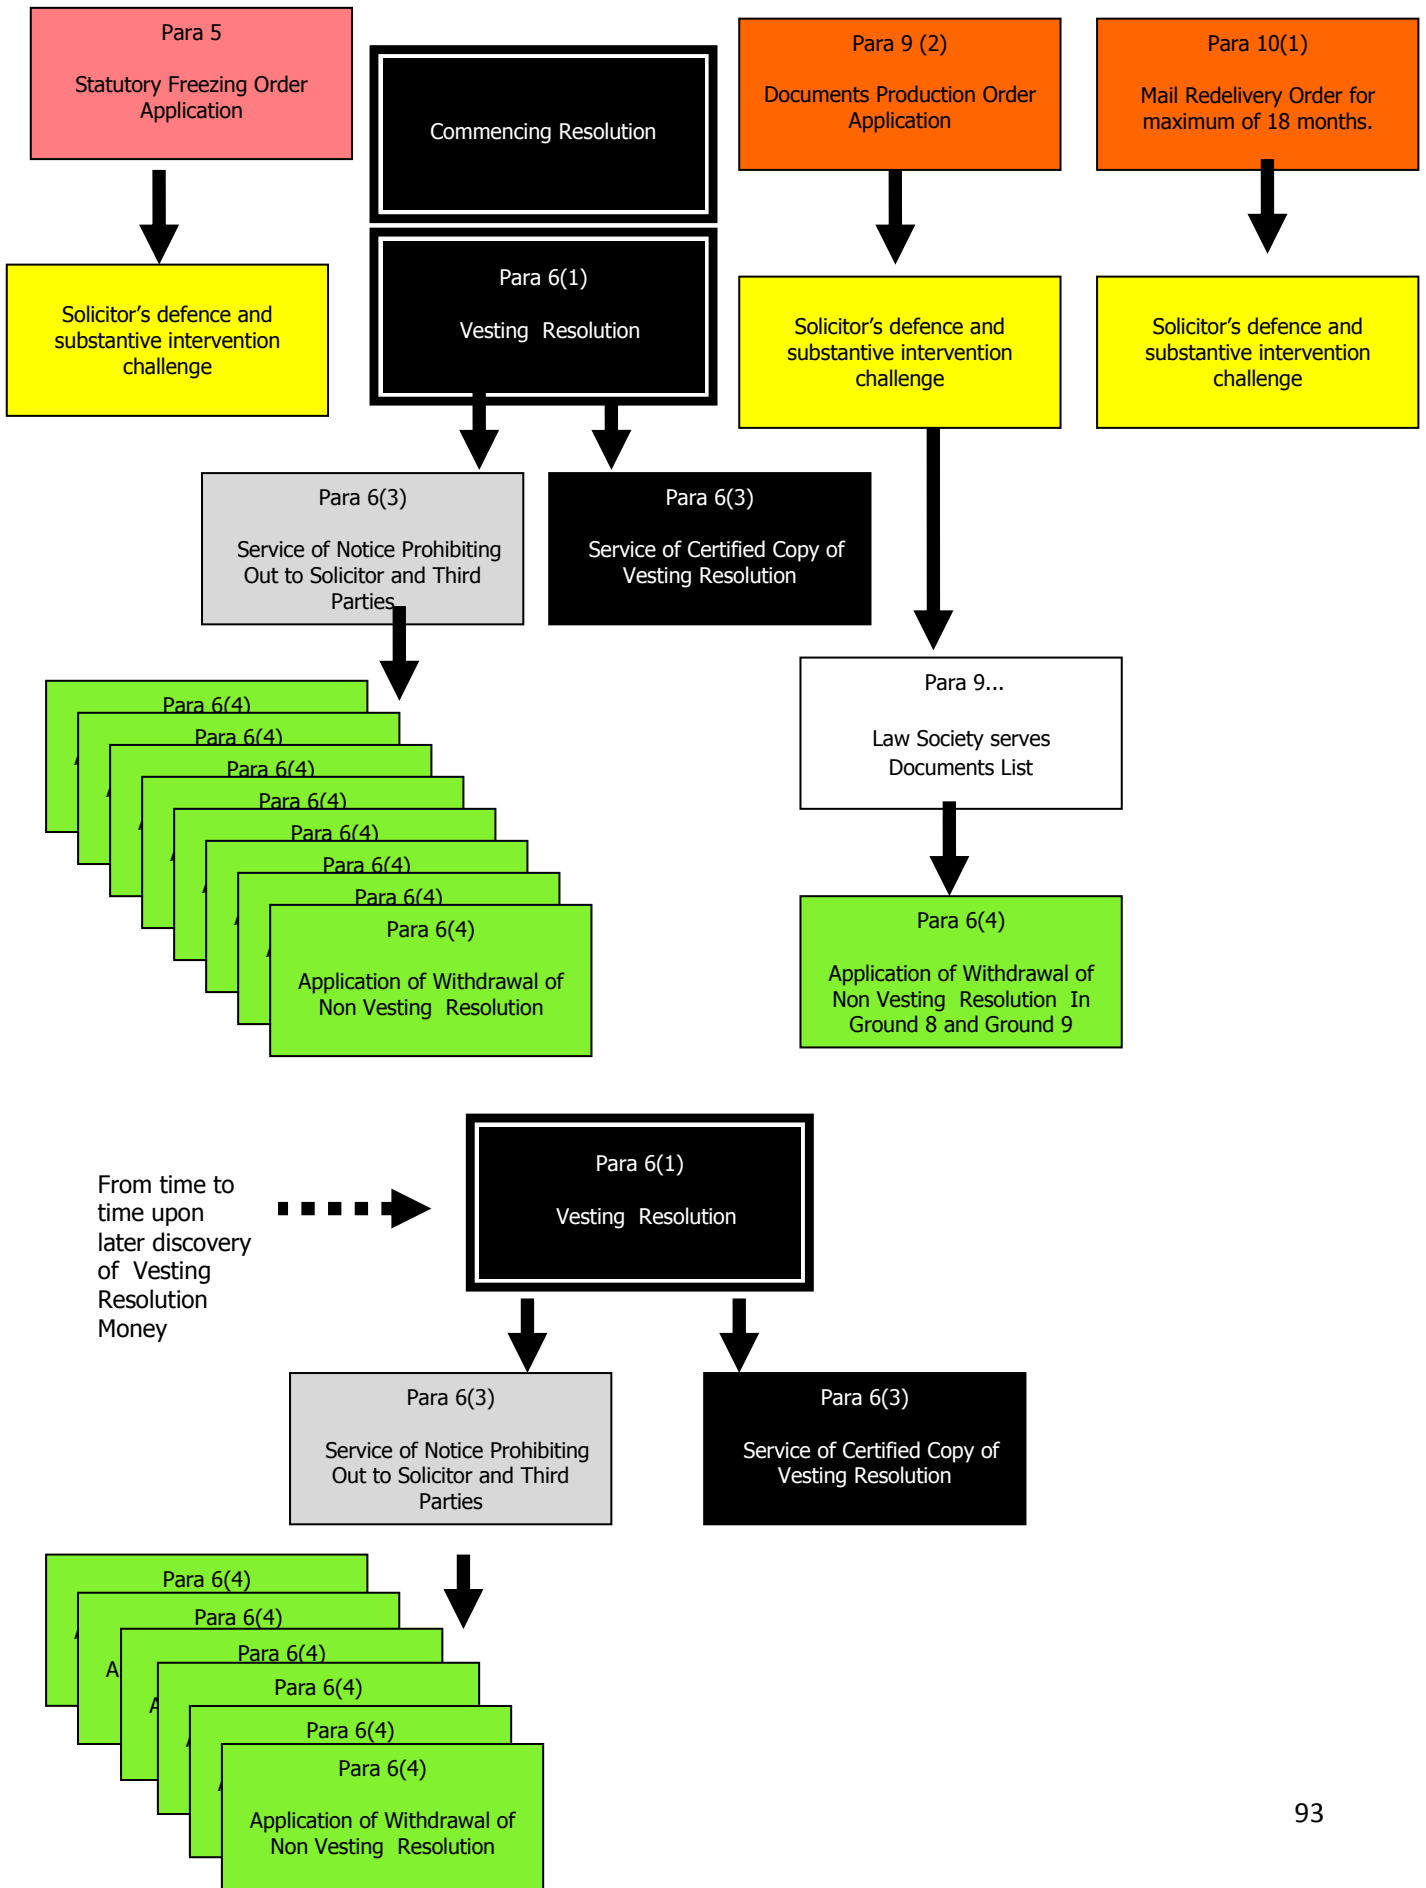 Para 5
Statutory Freezing Order
Application
Commencing Resolution
Para 9 (2)
Documents Production Order
Application
Para 10(1)
Mail Redelivery Order for
maximum of 18 months.
Solicitor’s defence and
substantive intervention
challenge
Para 6(1)
Vesting Resolution
Solicitor’s defence and
substantive intervention
challenge
Solicitor’s defence and
substantive intervention
challenge
Para 6(3)
Service of Notice Prohibiting
Out to Solicitor and Third
Parties
Para 6(3)
Service of Certified Copy of
Vesting Resolution
Para 9...
Law Society serves
Documents List
Para 6(4)
Para 6(4)
Para 6(4)
Para 6(4)
Para 6(4)
Para 6(4)
Para 6(4)
Para 6(4)
Application of Withdrawal of
Non Vesting Resolution
Para 6(4)
Application of Withdrawal of
Non Vesting Resolution In
Ground 8 and Ground 9
From time to
time upon
later discovery
of Vesting
Resolution
Money
Para 6(1)
Vesting Resolution
Para 6(3)
Service of Notice Prohibiting
Out to Solicitor and Third
Parties
Para 6(3)
Service of Certified Copy of
Vesting Resolution
Para 6(4)
Para 6(4)
A
Para 6(4)
A
Para 6(4)
Para 6(4)
Para 6(4)
Application of Withdrawal of
Non Vesting Resolution
93